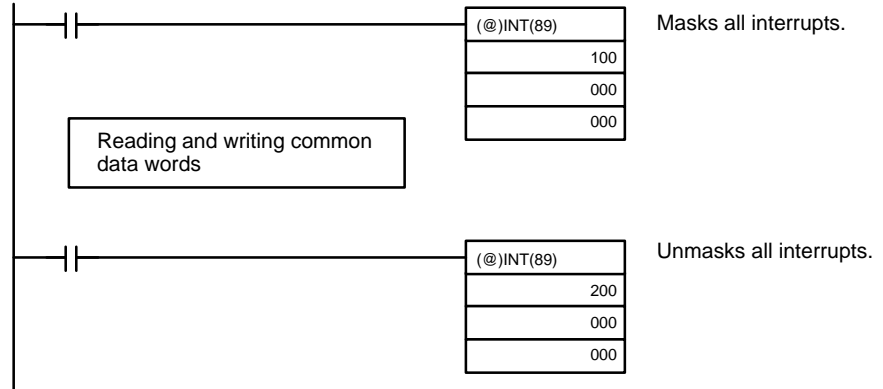 (@)INT(89)
Masks all interrupts.
100
000
000
Reading and writing common
data words
(@)INT(89)
Unmasks all interrupts.
200
000
000